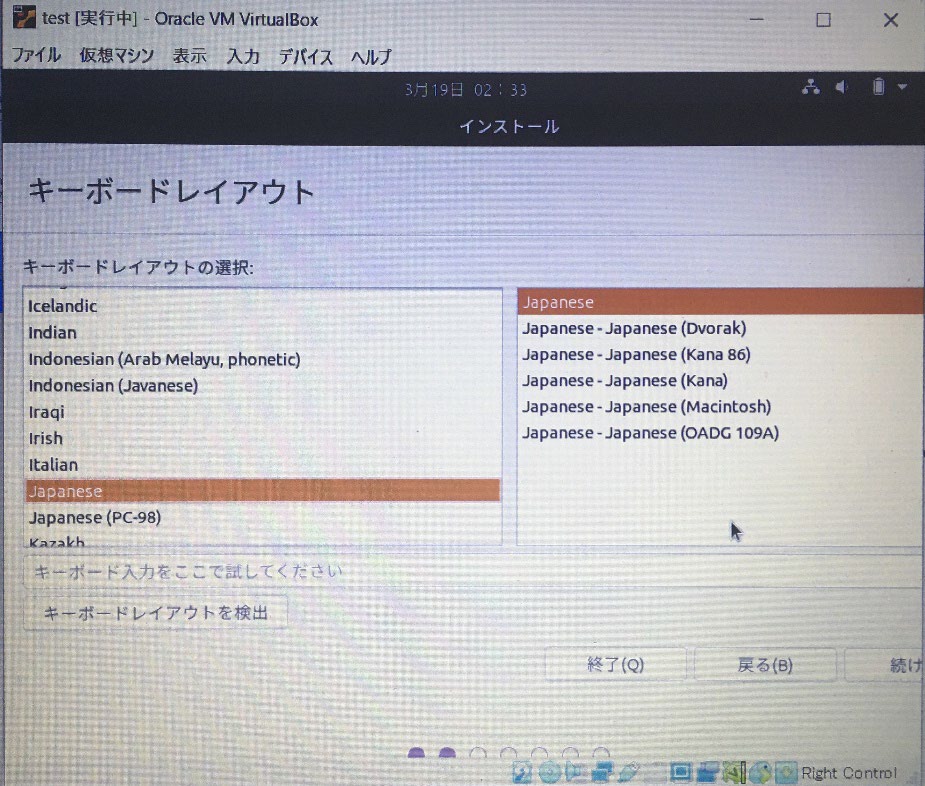 test [実行中] - Oracle VM VirtualBox
ファイル 仮想マシン 表示 入力 デバイス ヘルプ
3月19日 02:33
インストール
キーボードレイアウト
キーボードレイアウトの選択:
Icelandic
Indian
Indonesian (Arab Melayu, phonetic)
Indonesian (Javanese)
Iraqi
Irish
Italian
Japanese
Japanese (PC-98)
Kazakh
Japanese
Japanese - Japanese (Dvorak)
Japanese - Japanese (Kana 86)
Japanese - Japanese (Kana)
Japanese - Japanese (Macintosh)
Japanese - Japanese (OADG 109A)
キーボード入力をここで試してください
キーボードレイアウトを検出
終了(Q) 戻る(B) 続け
Right Control